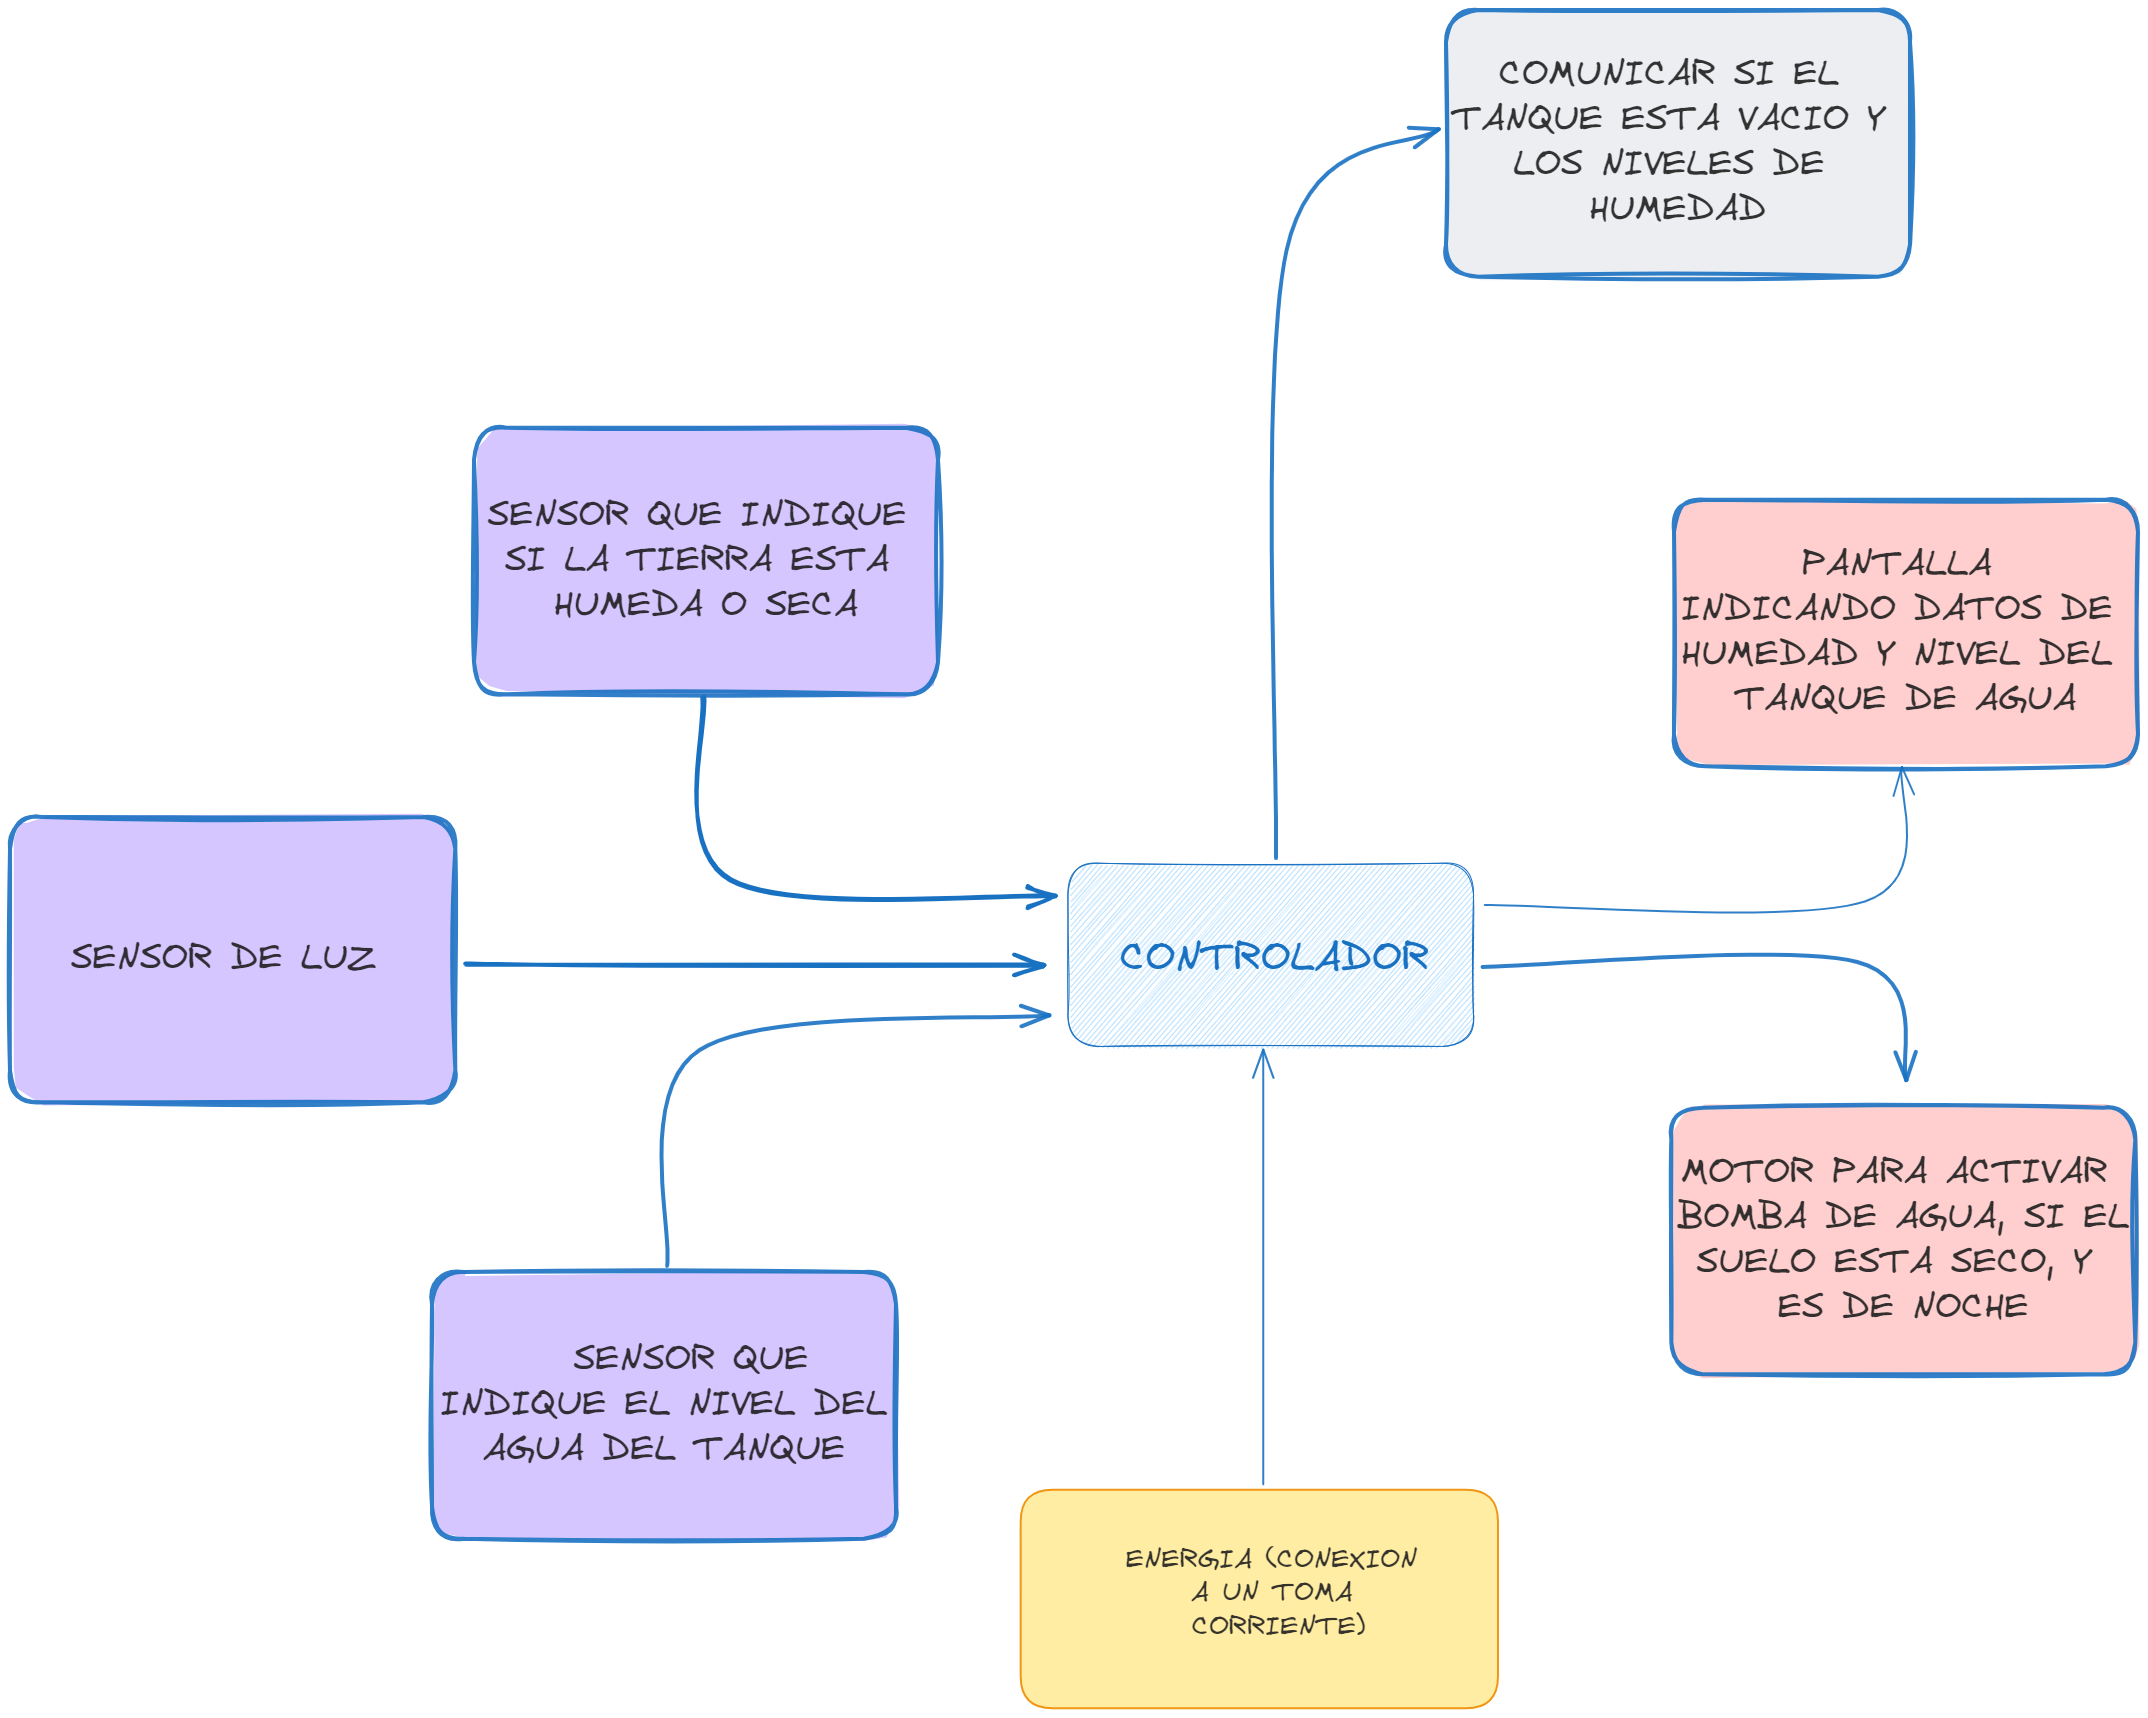 COMUNICAR SI EL
TANQUE ESTA VACIO Y
LOS NIVELES DE
HUMEDAD
SENSOR QUE INDIQUE
SI LA TIERRA ESTA
HUMEDA O SECA
PANTALLA
INDICANDO DATOS DE
HUMEDAD Y NIVEL DEL
TANQUE DE AGUA
SENSOR DE LUZ
CONTROLADOR
MOTOR PARA ACTIVAR
BOMBA DE AGUA, SI EL
SUELO ESTA SECO, Y
ES DE NOCHE
SENSOR QUE
INDIQUE EL NIVEL DEL
AGUA DEL TANQUE
ENERGIA (CONEXION
A UN TOMA
CORRIENTE)